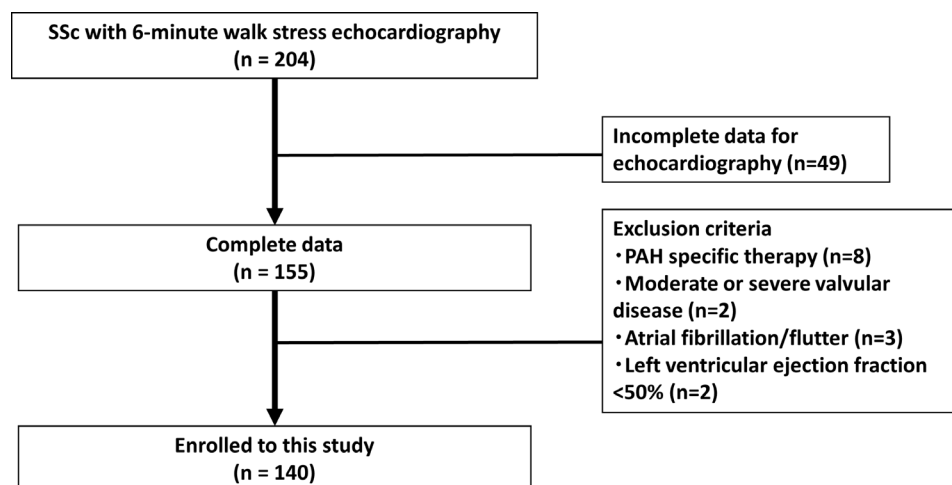 SSc with 6-minute walk stress echocardiography
(n = 204)
Incomplete data for
echocardiography (n=49)
Complete data
(n = 155)
Exclusion criteria
・PAH specific therapy (n=8)
・Moderate or severe valvular
disease (n=2)
・Atrial fibrillation/flutter (n=3)
・Left ventricular ejection fraction
<50% (n=2)
Enrolled to this study
(n = 140)